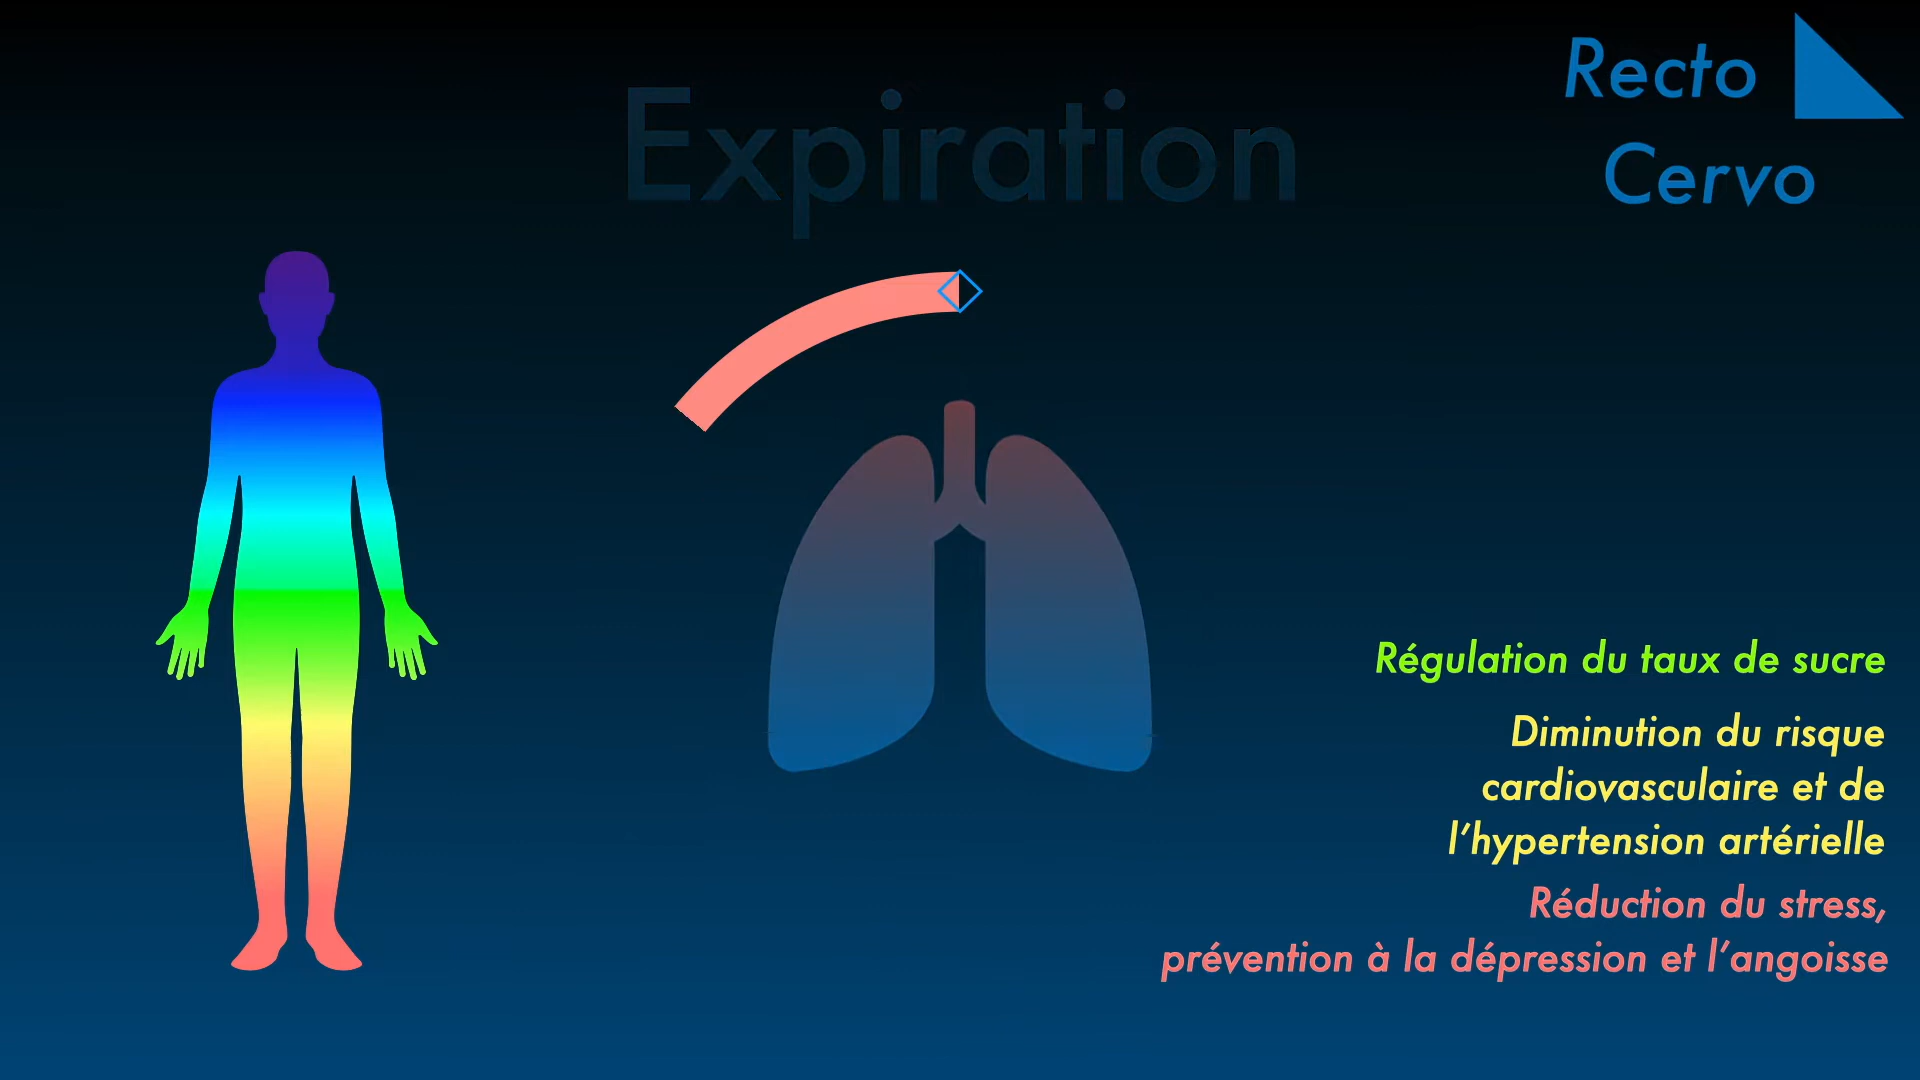 Expiration
Recto
Cervo
Régulation du taux de sucre
Diminution du risque
cardiovasculaire et de
l’hypertension artérielle
Réduction du stress,
prévention à la dépression et l’angoisse